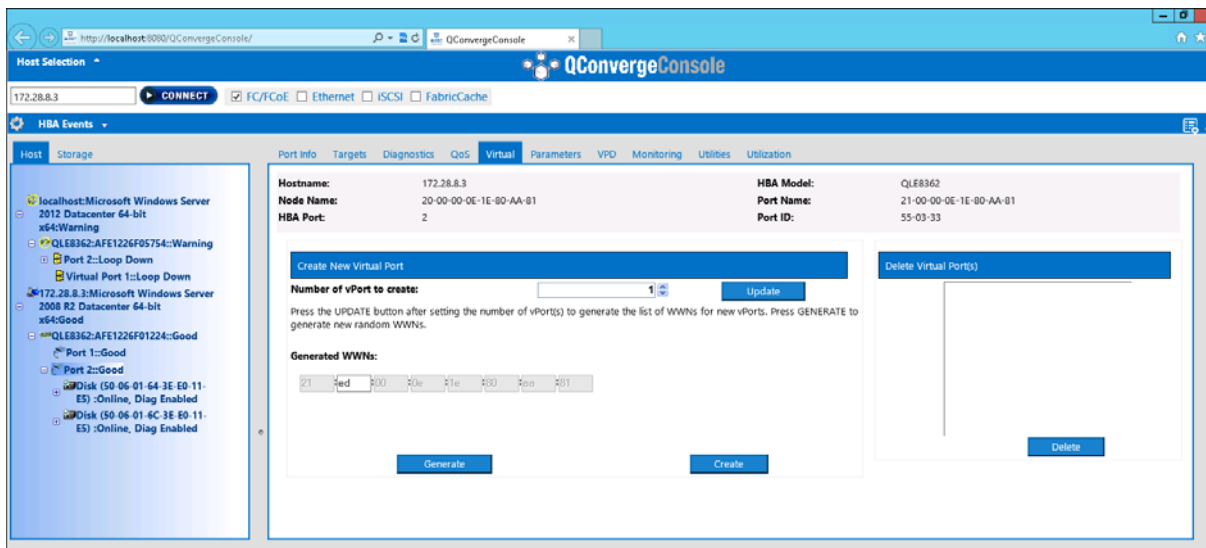 http://localhost:8080/QConvergeConsole/
QConvergeConsole
Host Selection
QConvergeConsole
172.28.8.3
CONNECT
FC/FCoE
Ethernet
iSCSI
FabricCache
HBA Events
Host
Storage
localhost:Microsoft Windows Server
2012 Datacenter 64-bit
x64:Warning
QLE8362:AFE1226F05754::Warning
Port 2::Loop Down
Virtual Port 1::Loop Down
172.28.8.3:Microsoft Windows Server
2008 R2 Datacenter 64-bit
x64:Good
QLE8362:AFE1226F01224::Good
Port 1::Good
Port 2::Good
Disk (50-06-01-64-3E-E0-11-
E5) :Online, Diag Enabled
Disk (50-06-01-6C-3E-E0-11-
E5) :Online, Diag Enabled
Port Info
Targets
Diagnostics
QoS
Virtual
Parameters
VPD
Monitoring
Utilities
Utilization
Hostname: 172.28.8.3
HBA Model: QLE8362
Node Name: 20-00-00-0E-1E-80-AA-81
Port Name: 21-00-00-0E-1E-80-AA-81
HBA Port: 2
Port ID: 55-03-33
Create New Virtual Port
Number of vPort to create: 1
Update
Press the UPDATE button after setting the number of vPort(s) to generate the list of WWNs for new vPorts. Press GENERATE to
generate new random WWNs.
Generated WWNs:
21 :ed :00 :0e :1e :80 :aa :81
Generate
Create
Delete Virtual Port(s)
Delete